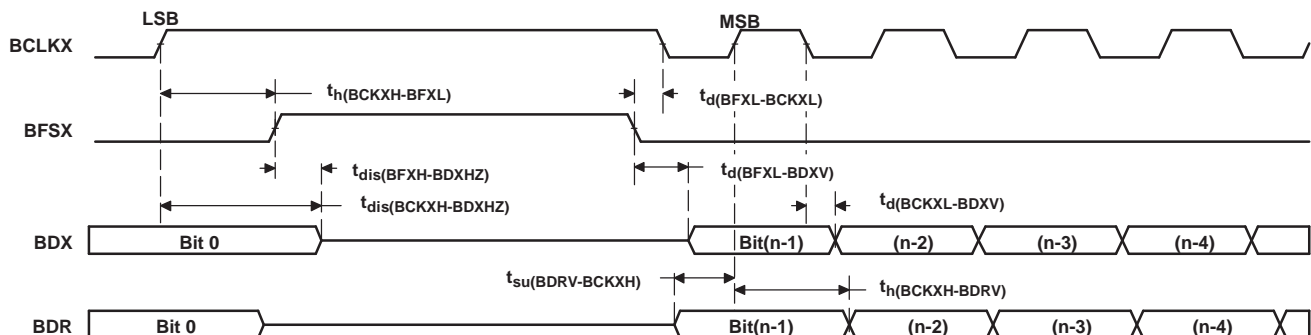 LSB
MSB
BCLKX
th(BCKXH-BFXL)
td(BFXL-BCKXL)
BFSX
tdis(BFXH-BDXHZ)
td(BFXL-BDXV)
tdis(BCKXH-BDXHZ)
td(BCKXL-BDXV)
BDX
Bit 0
Bit(n-1)
(n-2)
(n-3)
(n-4)
tsu(BDRV-BCKXH)
th(BCKXH-BDRV)
BDR
Bit 0
Bit(n-1)
(n-2)
(n-3)
(n-4)